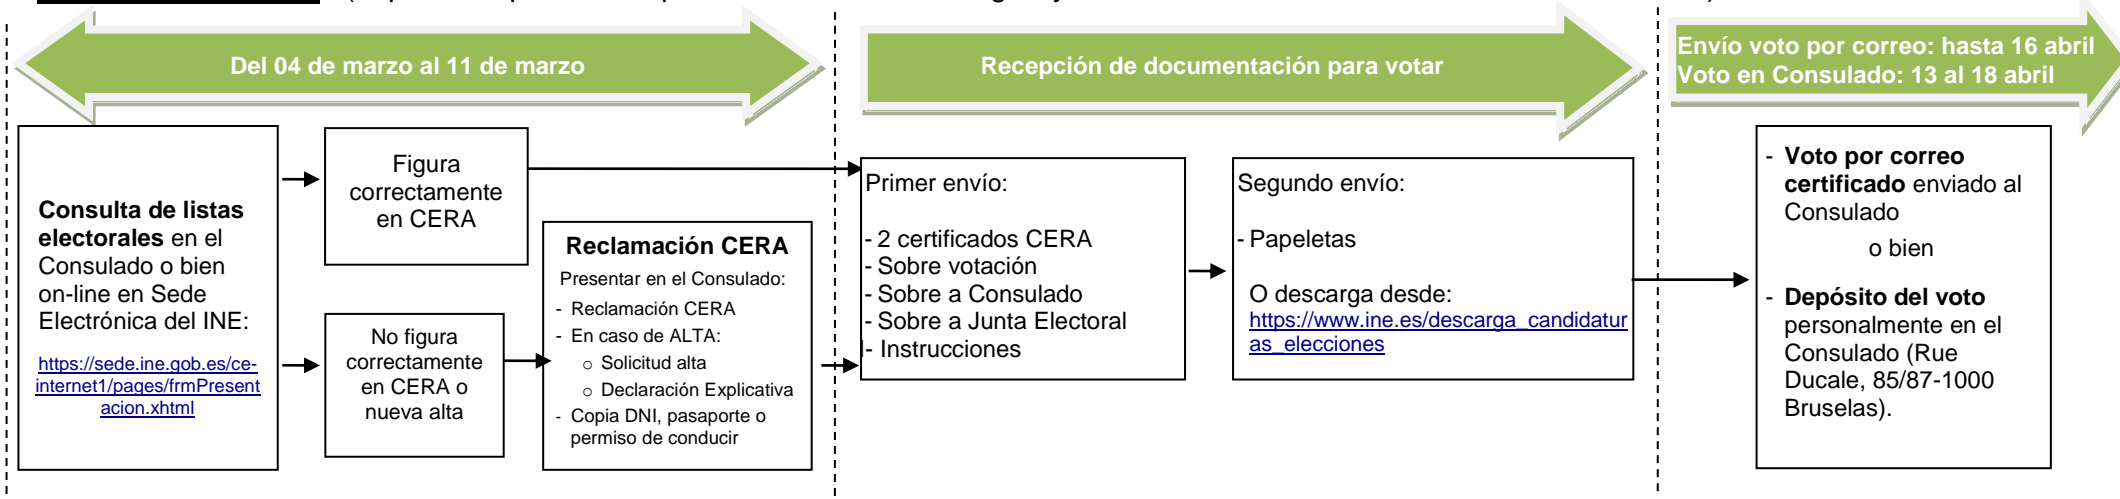 Del 04 de marzo al 11 de marzo
Recepción de documentación para votar
Envío voto por correo: hasta 16 abril
Voto en Consulado: 13 al 18 abril
Consulta de listas
electorales en el
Consulado o bien
on-line en Sede
Electrónica del INE:
https://sede.ine.gob.es/ce-
internet1/pages/frmPresent
acion.xhtml
Figura
correctamente
en CERA
No figura
correctamente
en CERA o
nueva alta
Reclamación CERA
Presentar en el Consulado:
- Reclamación CERA
- En caso de ALTA:
o Solicitud alta
o Declaración Explicativa
- Copia DNI, pasaporte o
permiso de conducir
Primer envío:
- 2 certificados CERA
- Sobre votación
- Sobre a Consulado
- Sobre a Junta Electoral
- Instrucciones
Segundo envío:
- Papeletas
O descarga desde:
https://www.ine.es/descarga_candidatur
as_elecciones
- Voto por correo
certificado enviado al
Consulado
o bien
- Depósito del voto
personalmente en el
Consulado (Rue
Ducale, 85/87-1000
Bruselas).